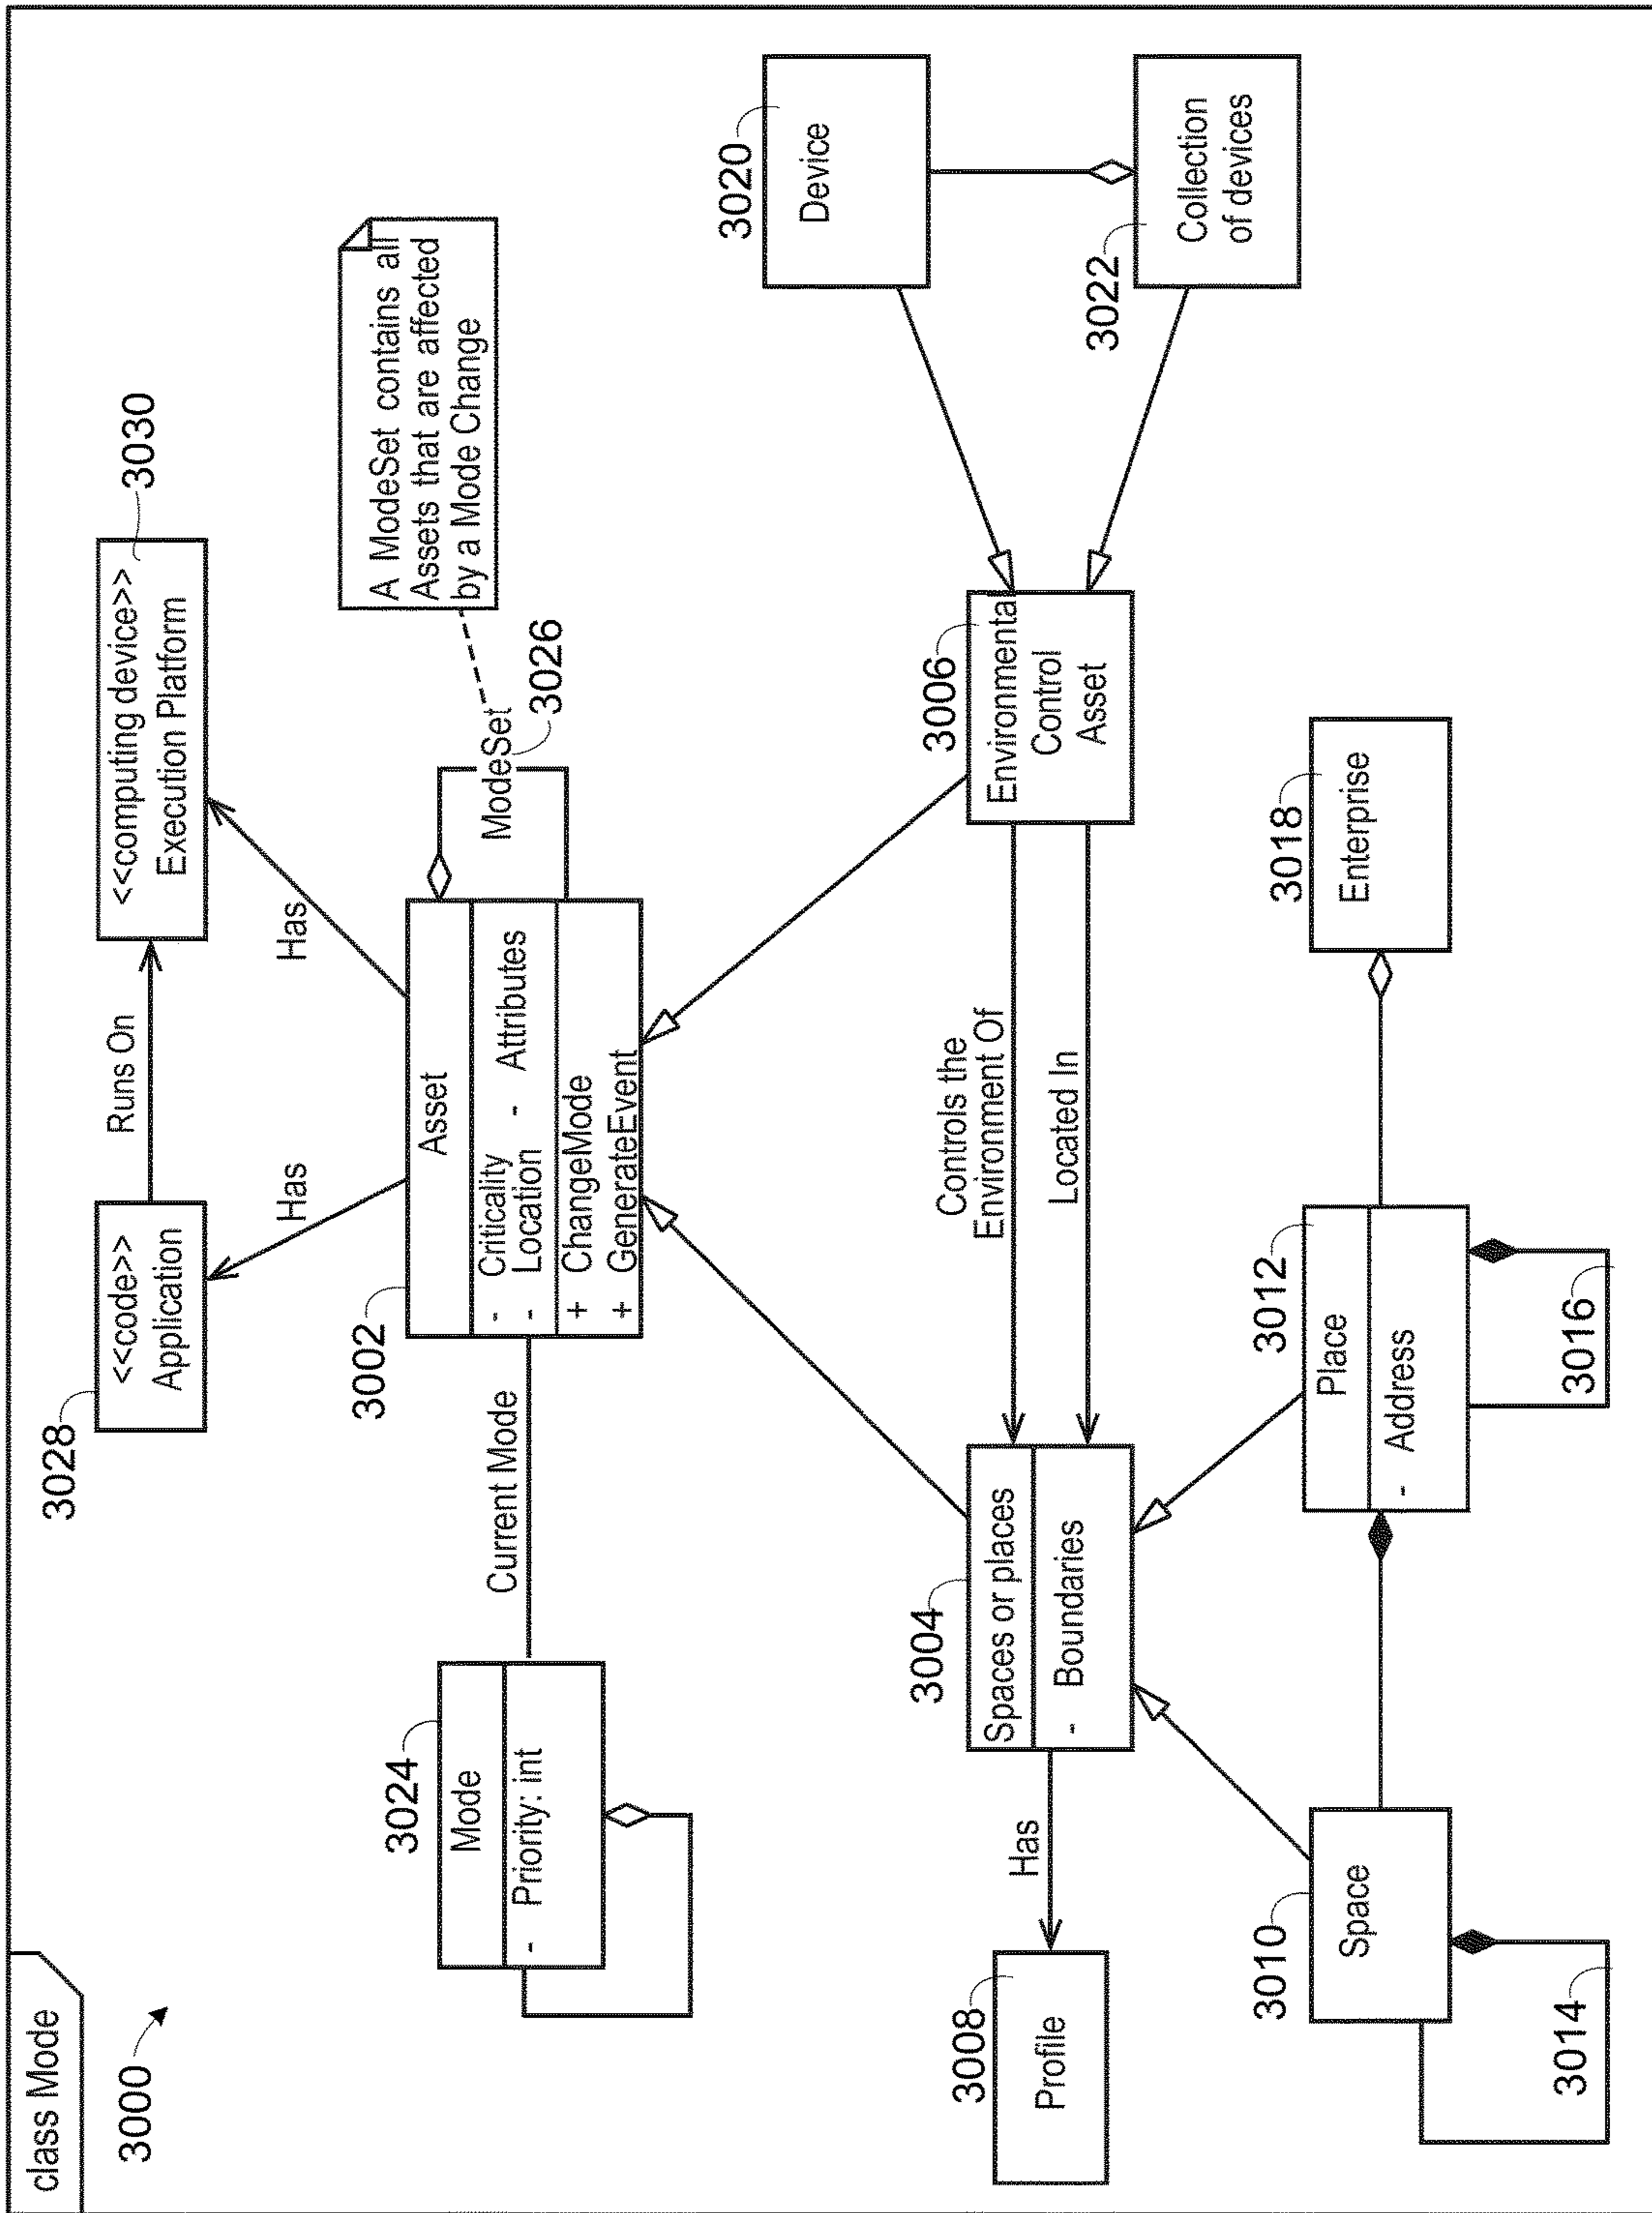 class Mode
3000
3028
<<code>>
Application
Runs On
<<computing device>>
Execution Platform
3030
Has
Has
3024
Mode
- Priority: int
Current Mode
3002
Asset
- Criticality
- Location - Attributes
+ ChangeMode
+ GenerateEvent
ModeSet
3026
A ModeSet contains all
Assets that are affected
by a Mode Change
3008
Profile
Has
3004
Spaces or places
- Boundaries
Controls the
Environment Of
Located In
3006
Environmenta
Control
Asset
3020
Device
3022
Collection
of devices
3010
Space
3014
3012
Place
- Address
3016
3018
Enterprise